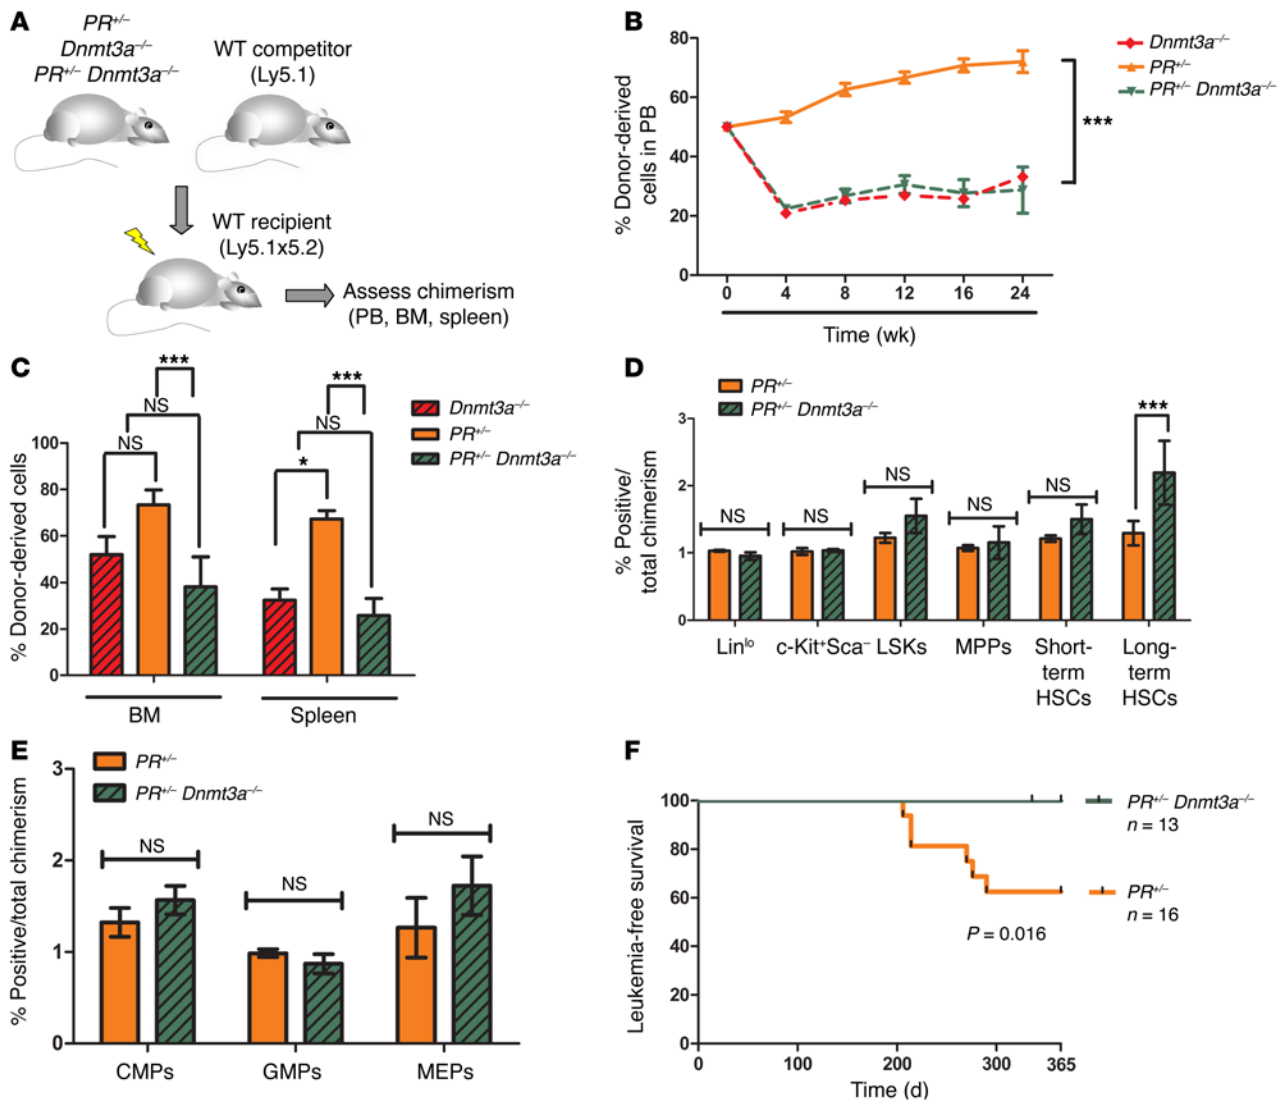 A
PR+/–
Dnmt3a–/–
PR+/– Dnmt3a–/–
WT competitor
(Ly5.1)
WT recipient
(Ly5.1x5.2)
Assess chimerism
(PB, BM, spleen)
B
% Donor-derived
cells in PB
80
60
40
20
0
0 4 8 12 16 24
Time (wk)
Dnmt3a–/–
PR+/–
PR+/– Dnmt3a–/–
***
C
% Donor-derived cells
100
80
60
40
20
0
NS
NS
***
*
NS
***
BM
Spleen
Dnmt3a–/–
PR+/–
PR+/– Dnmt3a–/–
D
PR+/–
PR+/– Dnmt3a–/–
% Positive/
total chimerism
3
2
1
0
NS
NS
NS
NS
NS
***
Linlo
c-Kit+Sca–
LSKs
MPPs
Short-
term
HSCs
Long-
term
HSCs
E
PR+/–
PR+/– Dnmt3a–/–
% Positive/total chimerism
3
2
1
0
NS
NS
NS
CMPs
GMPs
MEPs
F
Leukemia-free survival
100
80
60
40
20
0
0 100 200 300 365
Time (d)
P = 0.016
PR+/– Dnmt3a–/–
n = 13
PR+/–
n = 16